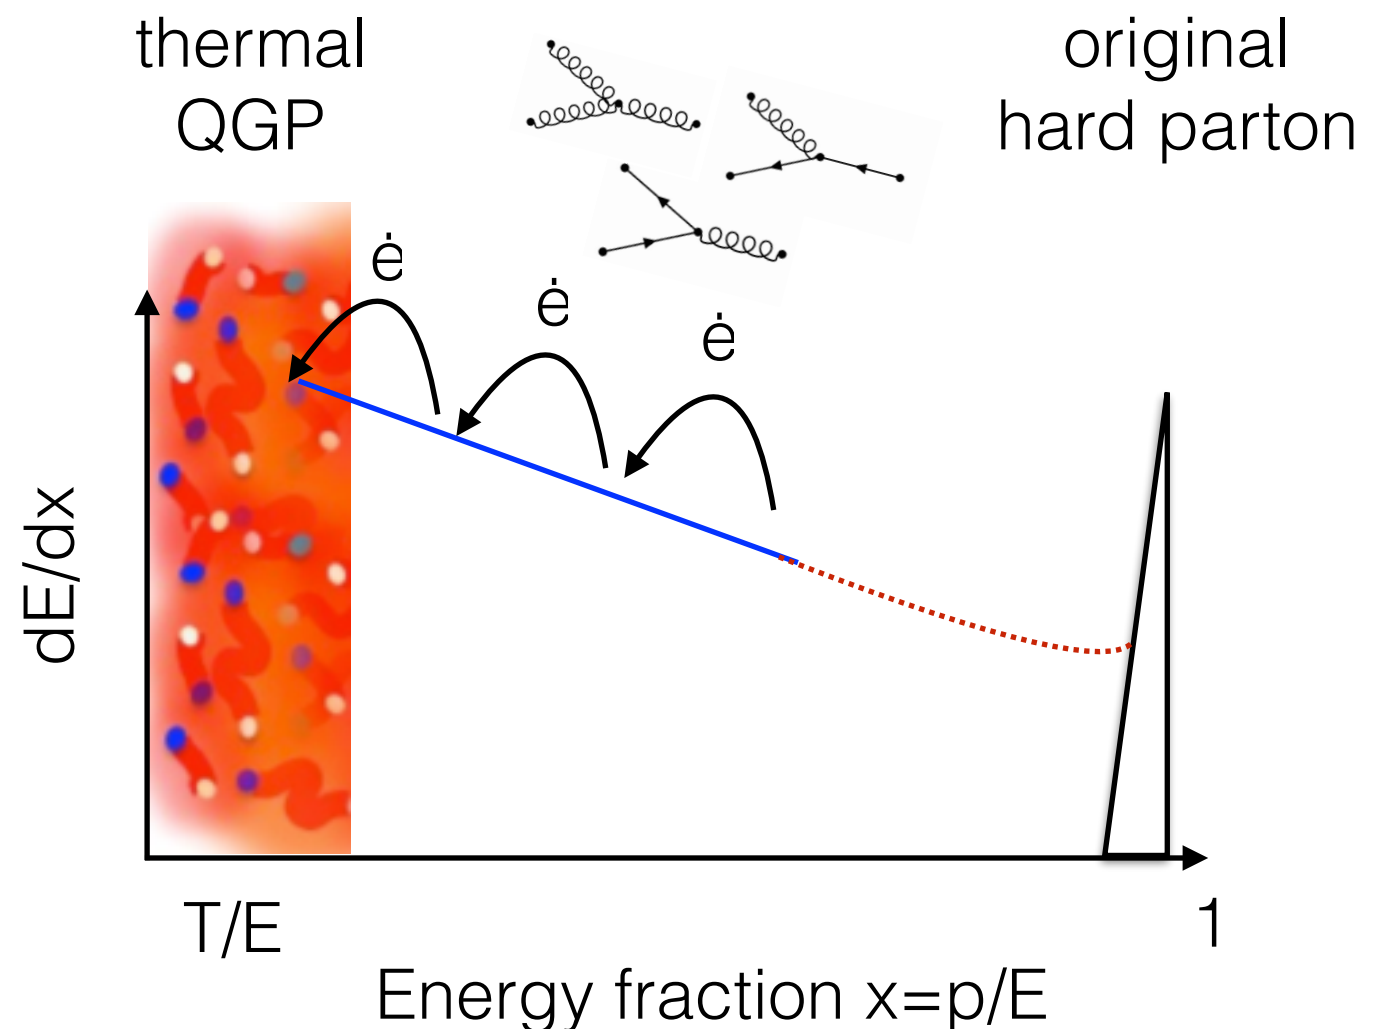 thermal
QGP
original
hard parton
ė
ė
ė
dE/dx
T/E
1
Energy fraction x=p/E